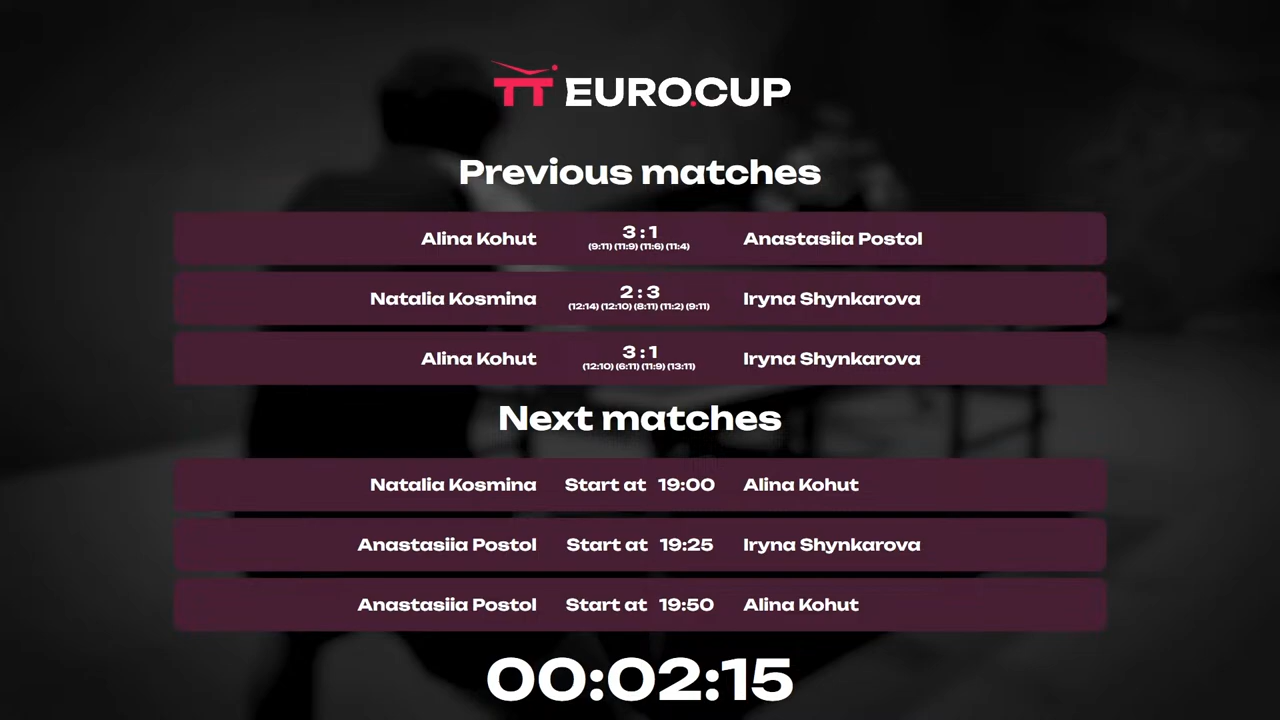 TT EURO.CUP
Previous matches
Alina Kohut 3 : 1 Anastasiia Postol
(9:11) (11:9) (11:6) (11:4)
Natalia Kosmina 2 : 3 Iryna Shynkarova
(12:14) (12:10) (8:11) (11:2) (9:11)
Alina Kohut 3 : 1 Iryna Shynkarova
(12:10) (6:11) (11:9) (13:11)
Next matches
Natalia Kosmina Start at 19:00 Alina Kohut
Anastasiia Postol Start at 19:25 Iryna Shynkarova
Anastasiia Postol Start at 19:50 Alina Kohut
00:02:15